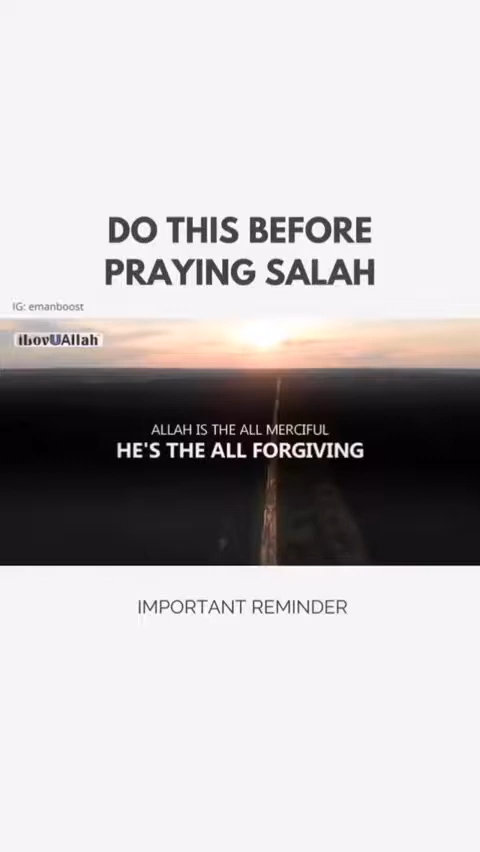 DO THIS BEFORE
PRAYING SALAH
IG: emanboost
iLovUAllah
ALLAH IS THE ALL MERCIFUL
HE'S THE ALL FORGIVING
IMPORTANT REMINDER